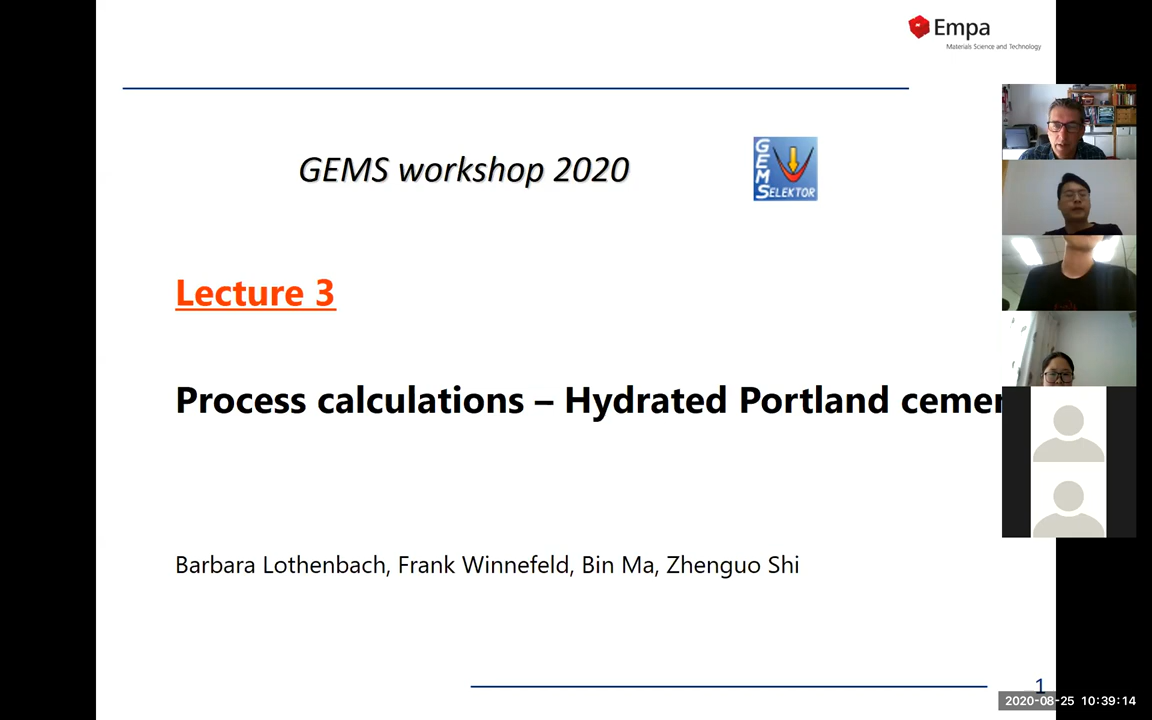 Empa
Materials Science and Technology
GEMS workshop 2020
GEMS
SELEKTOR
Lecture 3
Process calculations – Hydrated Portland cemen
Barbara Lothenbach, Frank Winnefeld, Bin Ma, Zhenguo Shi
1
2020-08-25 10:39:14